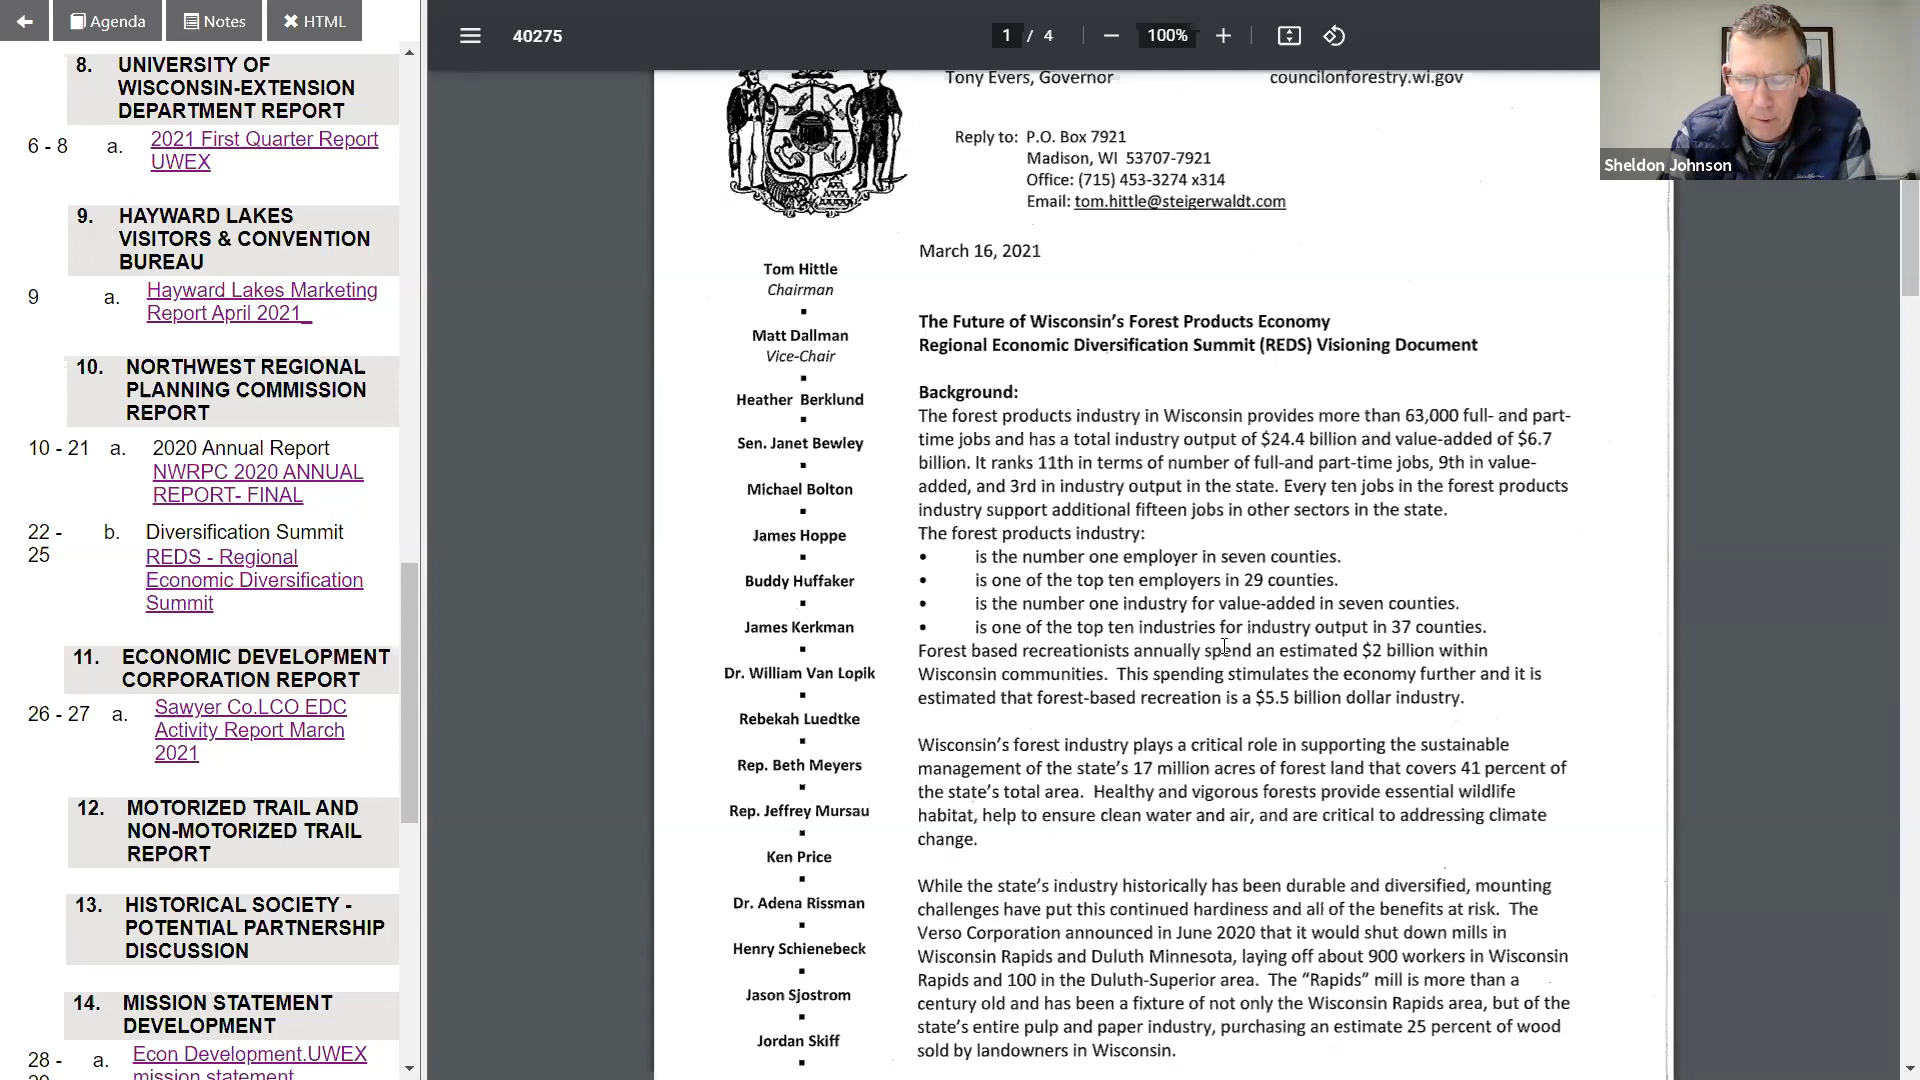 Agenda
Notes
HTML
8. UNIVERSITY OF
WISCONSIN-EXTENSION
DEPARTMENT REPORT
6 - 8 a. 2021 First Quarter Report
UWEX
9. HAYWARD LAKES
VISITORS & CONVENTION
BUREAU
9 a. Hayward Lakes Marketing
Report April 2021_
10. NORTHWEST REGIONAL
PLANNING COMMISSION
REPORT
10 - 21 a. 2020 Annual Report
NWRPC 2020 ANNUAL
REPORT- FINAL
22 - b. Diversification Summit
25 REDS - Regional
Economic Diversification
Summit
11. ECONOMIC DEVELOPMENT
CORPORATION REPORT
26 - 27 a. Sawyer Co.LCO EDC
Activity Report March
2021
12. MOTORIZED TRAIL AND
NON-MOTORIZED TRAIL
REPORT
13. HISTORICAL SOCIETY -
POTENTIAL PARTNERSHIP
DISCUSSION
14. MISSION STATEMENT
DEVELOPMENT
28 - a. Econ Development.UWEX
mission statement
40275
1 / 4
100%
Sheldon Johnson
Tony Evers, Governor
councilonforestry.wi.gov
Reply to: P.O. Box 7921
Madison, WI 53707-7921
Office: (715) 453-3274 x314
Email: tom.hittle@steigerwaldt.com
Tom Hittle
Chairman
Matt Dallman
Vice-Chair
Heather Berklund
Sen. Janet Bewley
Michael Bolton
James Hoppe
Buddy Huffaker
James Kerkman
Dr. William Van Lopik
Rebekah Luedtke
Rep. Beth Meyers
Rep. Jeffrey Mursau
Ken Price
Dr. Adena Rissman
Henry Schienebeck
Jason Sjostrom
Jordan Skiff
March 16, 2021
The Future of Wisconsin's Forest Products Economy
Regional Economic Diversification Summit (REDS) Visioning Document
Background:
The forest products industry in Wisconsin provides more than 63,000 full- and part-
time jobs and has a total industry output of $24.4 billion and value-added of $6.7
billion. It ranks 11th in terms of number of full-and part-time jobs, 9th in value-
added, and 3rd in industry output in the state. Every ten jobs in the forest products
industry support additional fifteen jobs in other sectors in the state.
The forest products industry:
• is the number one employer in seven counties.
• is one of the top ten employers in 29 counties.
• is the number one industry for value-added in seven counties.
• is one of the top ten industries for industry output in 37 counties.
Forest based recreationists annually spend an estimated $2 billion within
Wisconsin communities. This spending stimulates the economy further and it is
estimated that forest-based recreation is a $5.5 billion dollar industry.
Wisconsin's forest industry plays a critical role in supporting the sustainable
management of the state's 17 million acres of forest land that covers 41 percent of
the state's total area. Healthy and vigorous forests provide essential wildlife
habitat, help to ensure clean water and air, and are critical to addressing climate
change.
While the state's industry historically has been durable and diversified, mounting
challenges have put this continued hardiness and all of the benefits at risk. The
Verso Corporation announced in June 2020 that it would shut down mills in
Wisconsin Rapids and Duluth Minnesota, laying off about 900 workers in Wisconsin
Rapids and 100 in the Duluth-Superior area. The "Rapids" mill is more than a
century old and has been a fixture of not only the Wisconsin Rapids area, but of the
state's entire pulp and paper industry, purchasing an estimate 25 percent of wood
sold by landowners in Wisconsin.